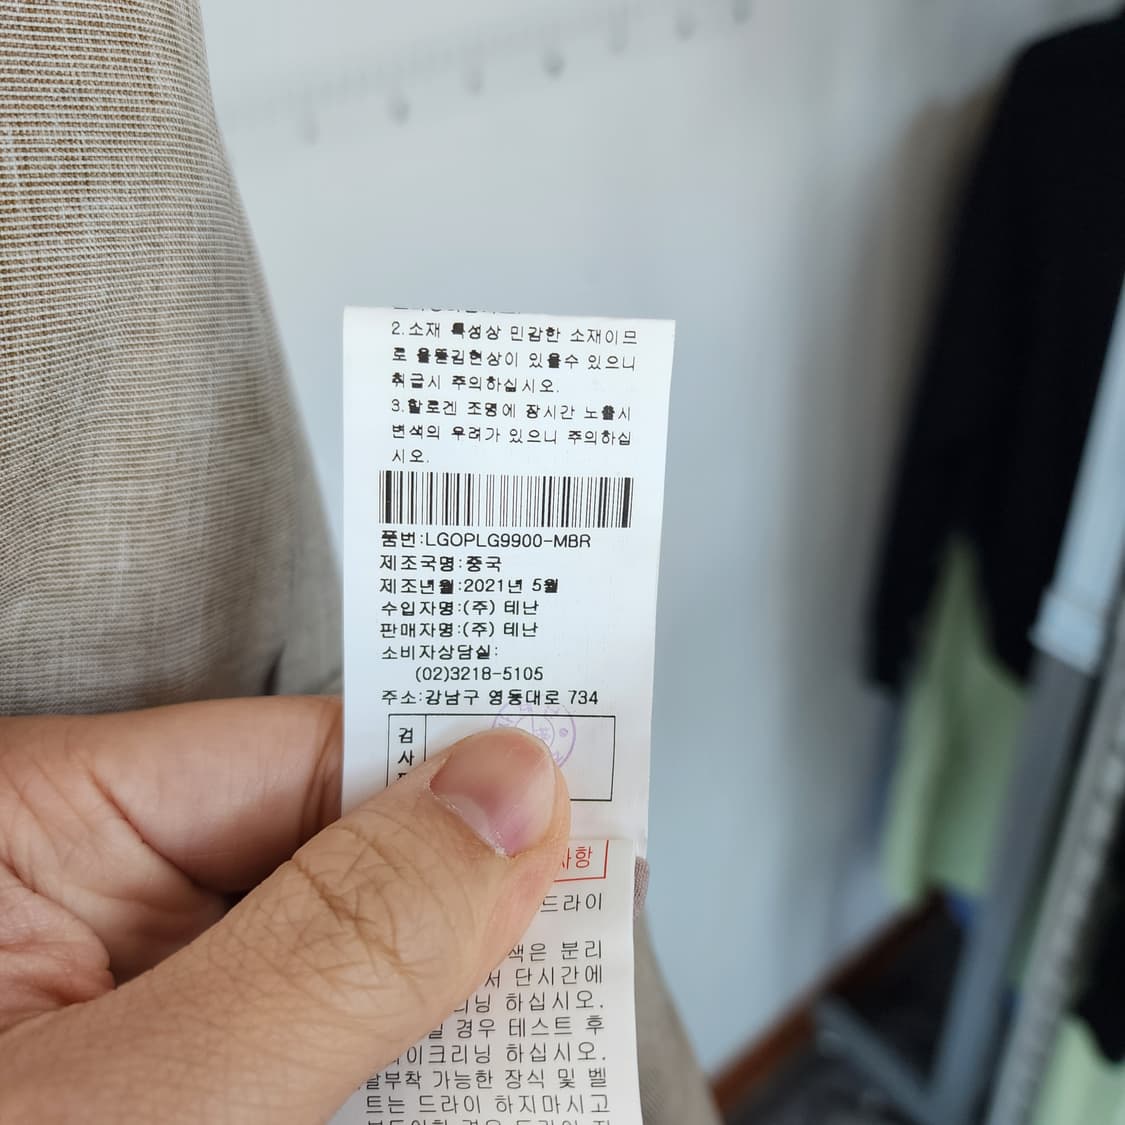 2.소재 특성상 민감한 소재이므
로 올뜯김현상이 있을수 있으니
취급시 주의하십시오.
3.할로겐 조명에 장시간 노출시
변색의 우려가 있으니 주의하십
시오.
품번:LGOPLG9900-MBR
제조국명:중국
제조년월:2021년 5월
수입자명:(주) 테난
판매자명:(주) 테난
소비자상담실:
(02)3218-5105
주소:강남구 영동대로 734
검
사
사항
드라이
색은 분리
서 단시간에
리닝 하십시오.
경우 테스트 후
이크리닝 하십시오.
탈부착 가능한 장식 및 벨
트는 드라이 하지마시고